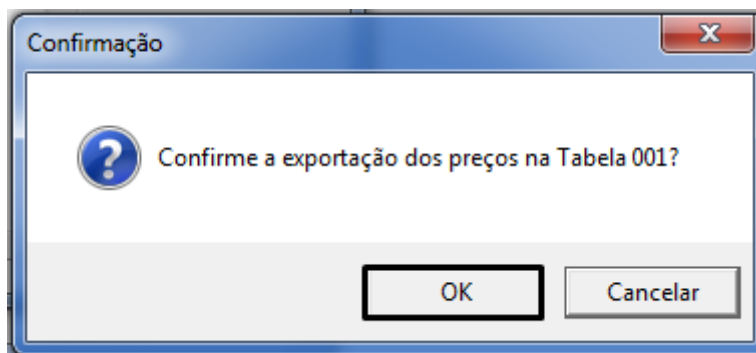 Confirmação
Confirme a exportação dos preços na Tabela 001?
OK
Cancelar